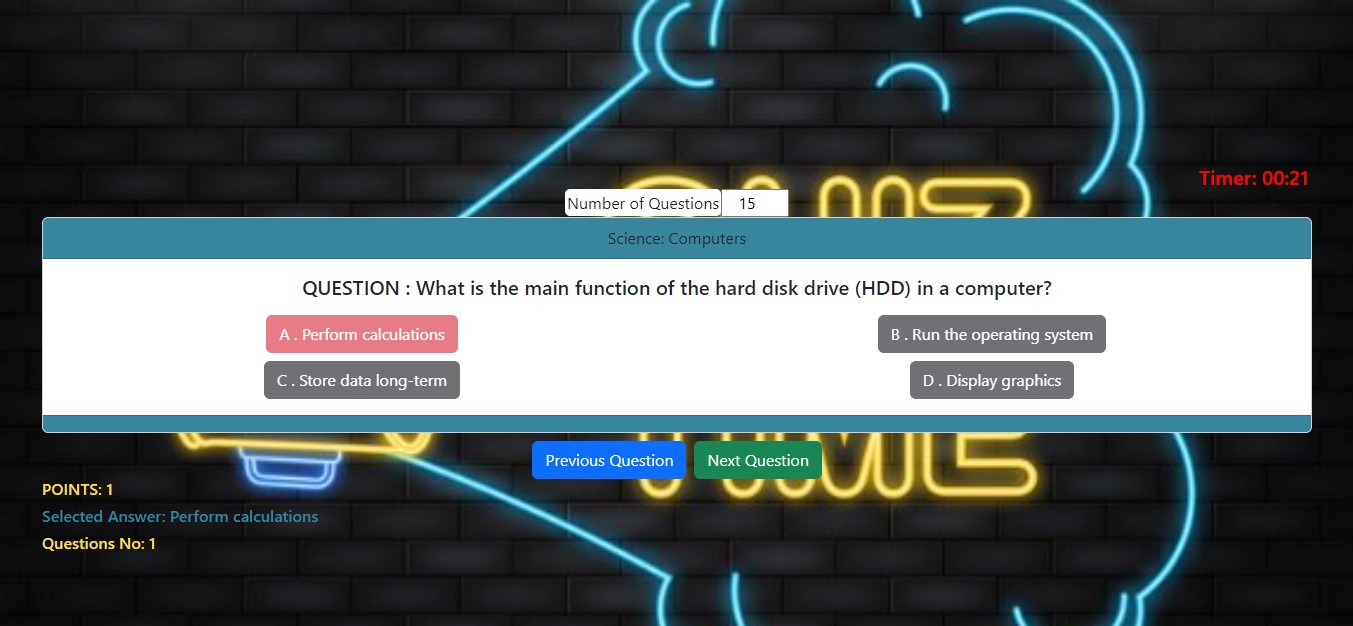 Timer: 00:21
Number of Questions 15
Science: Computers
QUESTION : What is the main function of the hard disk drive (HDD) in a computer?
A . Perform calculations
B . Run the operating system
C . Store data long-term
D . Display graphics
TIME
Previous Question Next Question
POINTS: 1
Selected Answer: Perform calculations
Questions No: 1